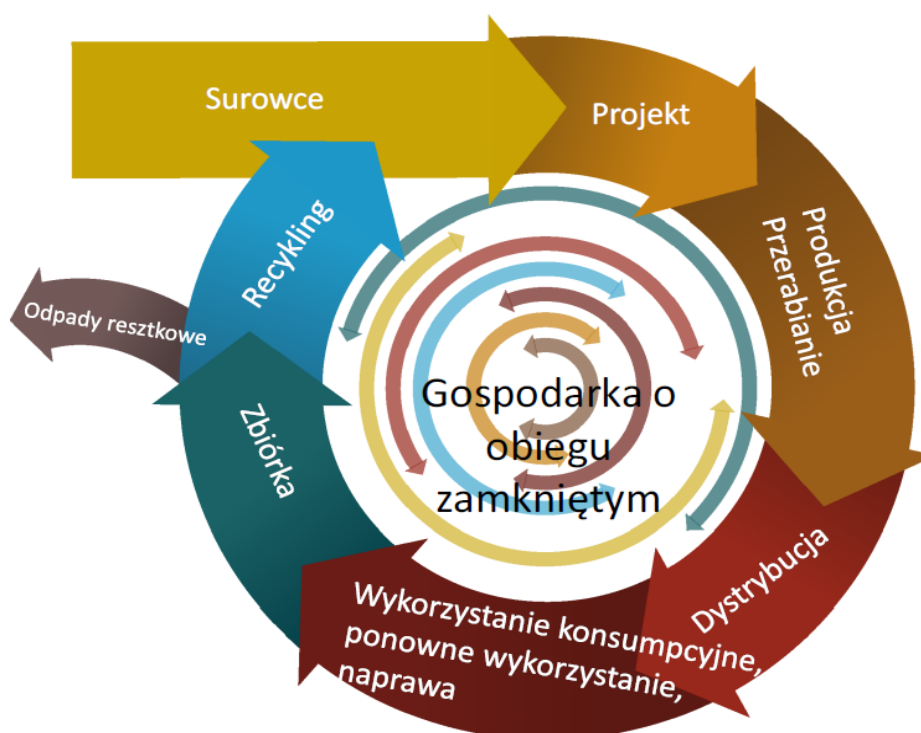 Surowce
Projekt
Produkcja
Przerabianie
Dystrybucja
Wykorzystanie konsumpcyjne,
ponowne wykorzystanie,
naprawa
Zbiórka
Recykling
Odpady resztkowe
Gospodarka o
obiegu
zamkniętym